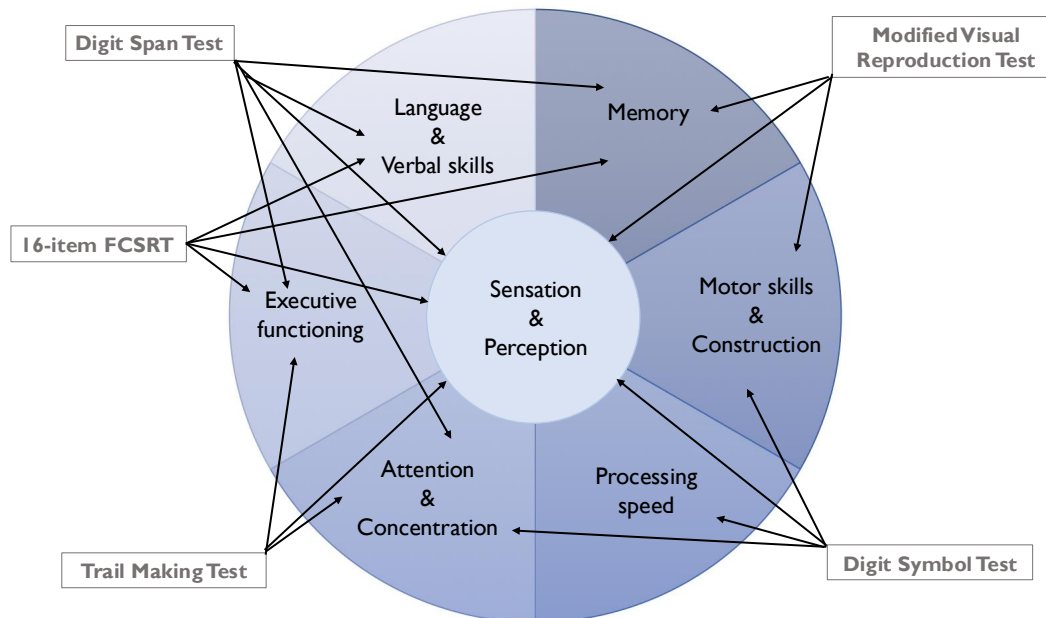 Digit Span Test
Modified Visual
Reproduction Test
Language
&
Verbal skills
Memory
16-item FCSRT
Executive
functioning
Sensation
&
Perception
Motor skills
&
Construction
Attention
&
Concentration
Processing
speed
Trail Making Test
Digit Symbol Test